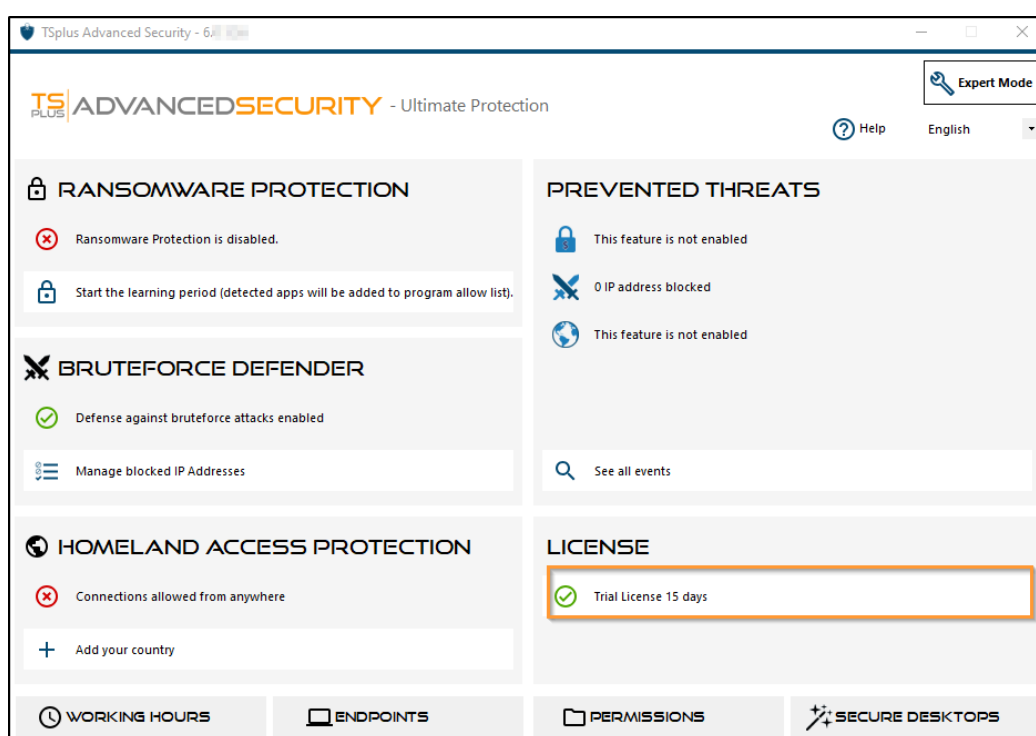 TSplus Advanced Security - 6.
Expert Mode
TS PLUS ADVANCEDSECURITY - Ultimate Protection
Help
English
RANSOMWARE PROTECTION
Ransomware Protection is disabled.
Start the learning period (detected apps will be added to program allow list).
BRUTEFORCE DEFENDER
Defense against bruteforce attacks enabled
Manage blocked IP Addresses
HOMELAND ACCESS PROTECTION
Connections allowed from anywhere
Add your country
PREVENTED THREATS
This feature is not enabled
0 IP address blocked
This feature is not enabled
See all events
LICENSE
Trial License 15 days
WORKING HOURS
ENDPOINTS
PERMISSIONS
SECURE DESKTOPS